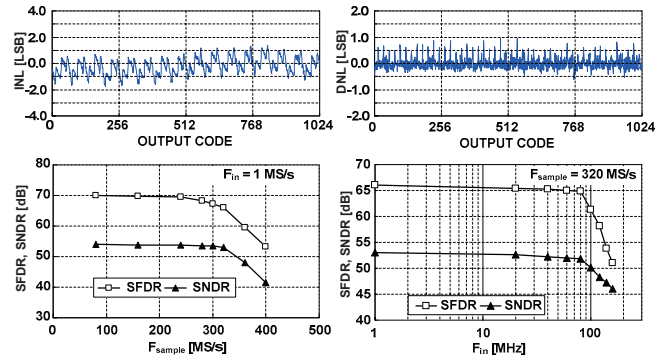 4.0
2.0
0.0
-2.0
-4.0
INL [LSB]
0 256 512 768 1024
OUTPUT CODE
2.0
1.0
0.0
-1.0
-2.0
DNL [LSB]
0 256 512 768 1024
OUTPUT CODE
80
70
60
50
40
30
SFDR, SNDR [dB]
Fin = 1 MS/s
SFDR SNDR
0 100 200 300 400 500
Fsample [MS/s]
70
65
60
55
50
45
40
SFDR, SNDR [dB]
Fsample = 320 MS/s
SFDR SNDR
1 10 100
Fin [MHz]